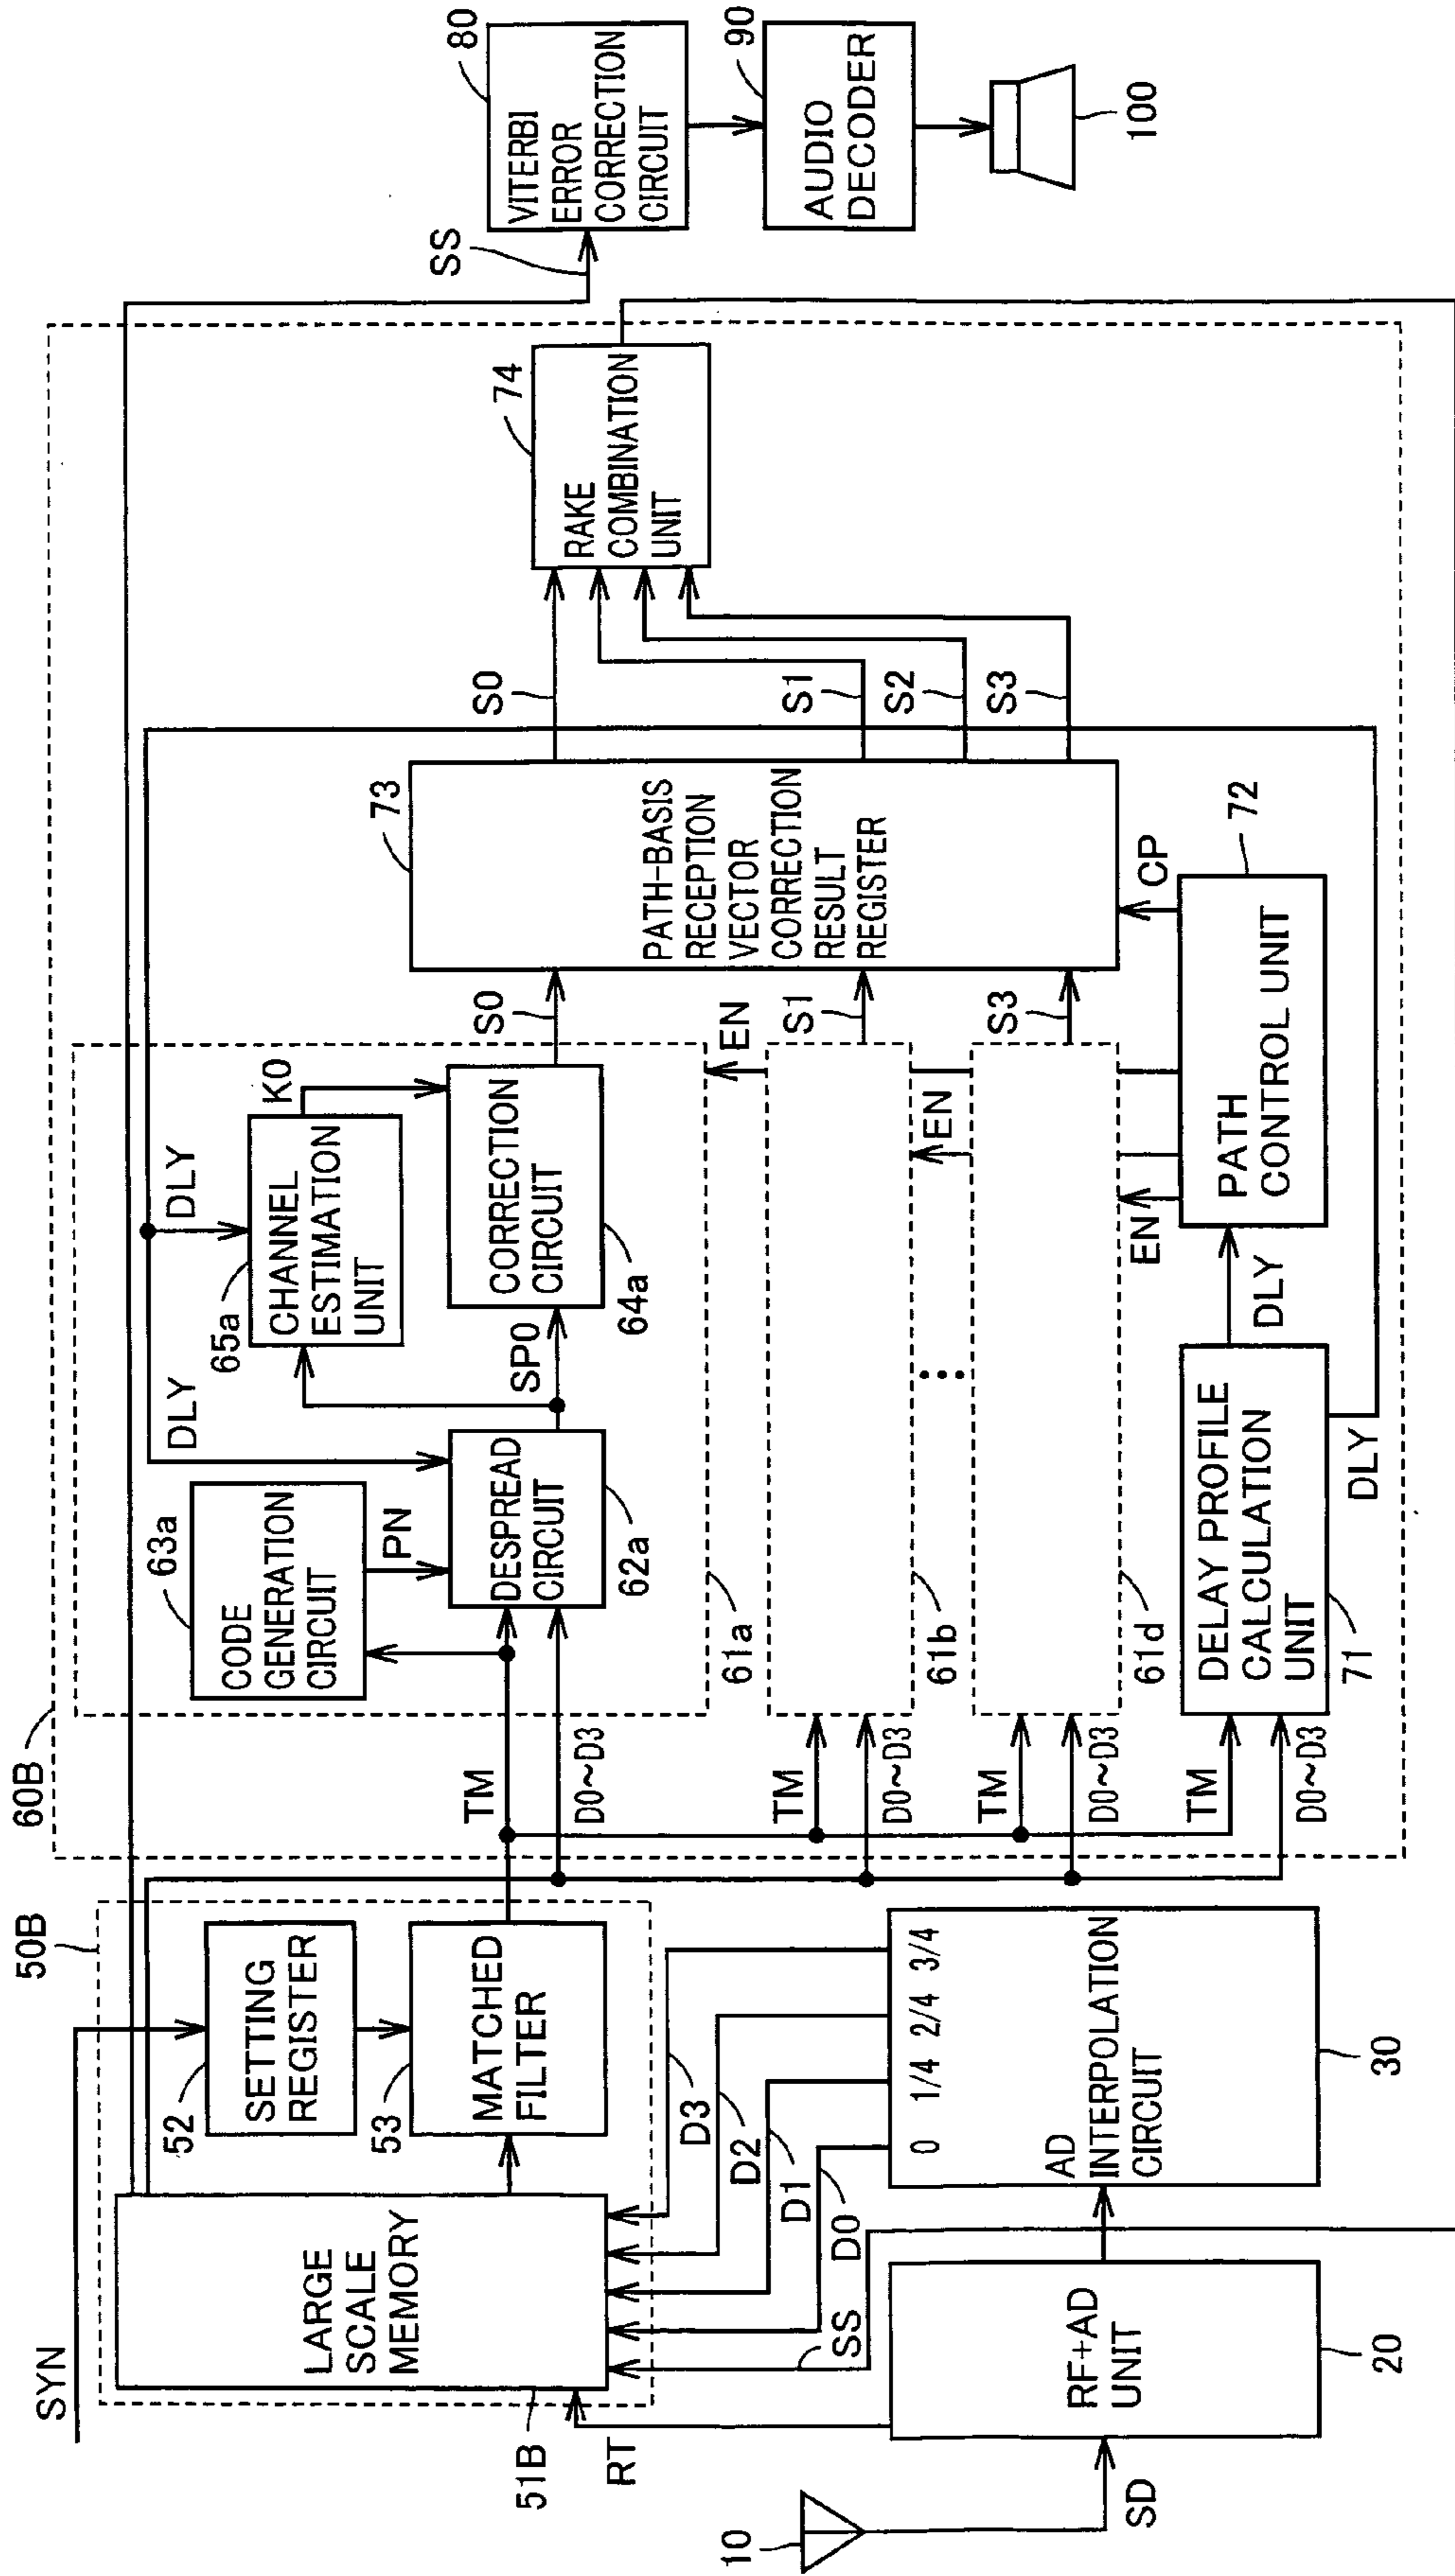 60B
50B
SYN
SETTING
REGISTER
52
MATCHED
FILTER
53
LARGE
SCALE
MEMORY
51B
RT
10
SD
RF+AD
UNIT
20
AD
INTERPOLATION
CIRCUIT
0 1/4 2/4 3/4
30
D3
D2
D1
D0
SS
TM
D0~D3
TM
D0~D3
TM
D0~D3
TM
D0~D3
CODE
GENERATION
CIRCUIT
63a
PN
DESPREAD
CIRCUIT
62a
DLY
DLY
SP0
CHANNEL
ESTIMATION
UNIT
65a
K0
CORRECTION
CIRCUIT
64a
61a
61b
61d
DELAY PROFILE
CALCULATION
UNIT
71
DLY
DLY
PATH
CONTROL UNIT
72
EN
EN
EN
CP
S0
S1
S3
PATH-BASIS
RECEPTION
VECTOR
CORRECTION
RESULT
REGISTER
73
S0
S1
S2
S3
RAKE
COMBINATION
UNIT
74
SS
VITERBI
ERROR
CORRECTION
CIRCUIT
80
AUDIO
DECODER
90
100